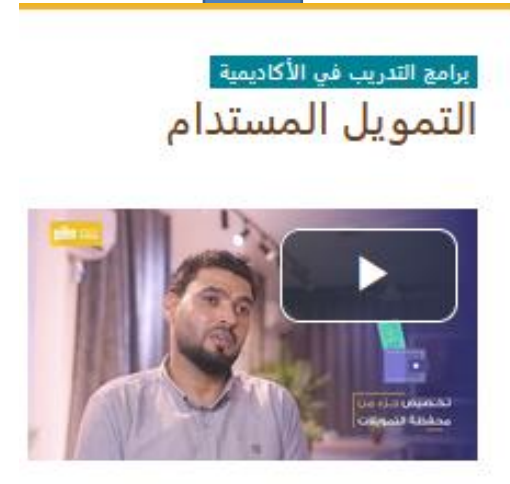 برامج التدريب في الأكاديمية
التمويل المستدام
تخصيص جزء من
محفظة التمويلات